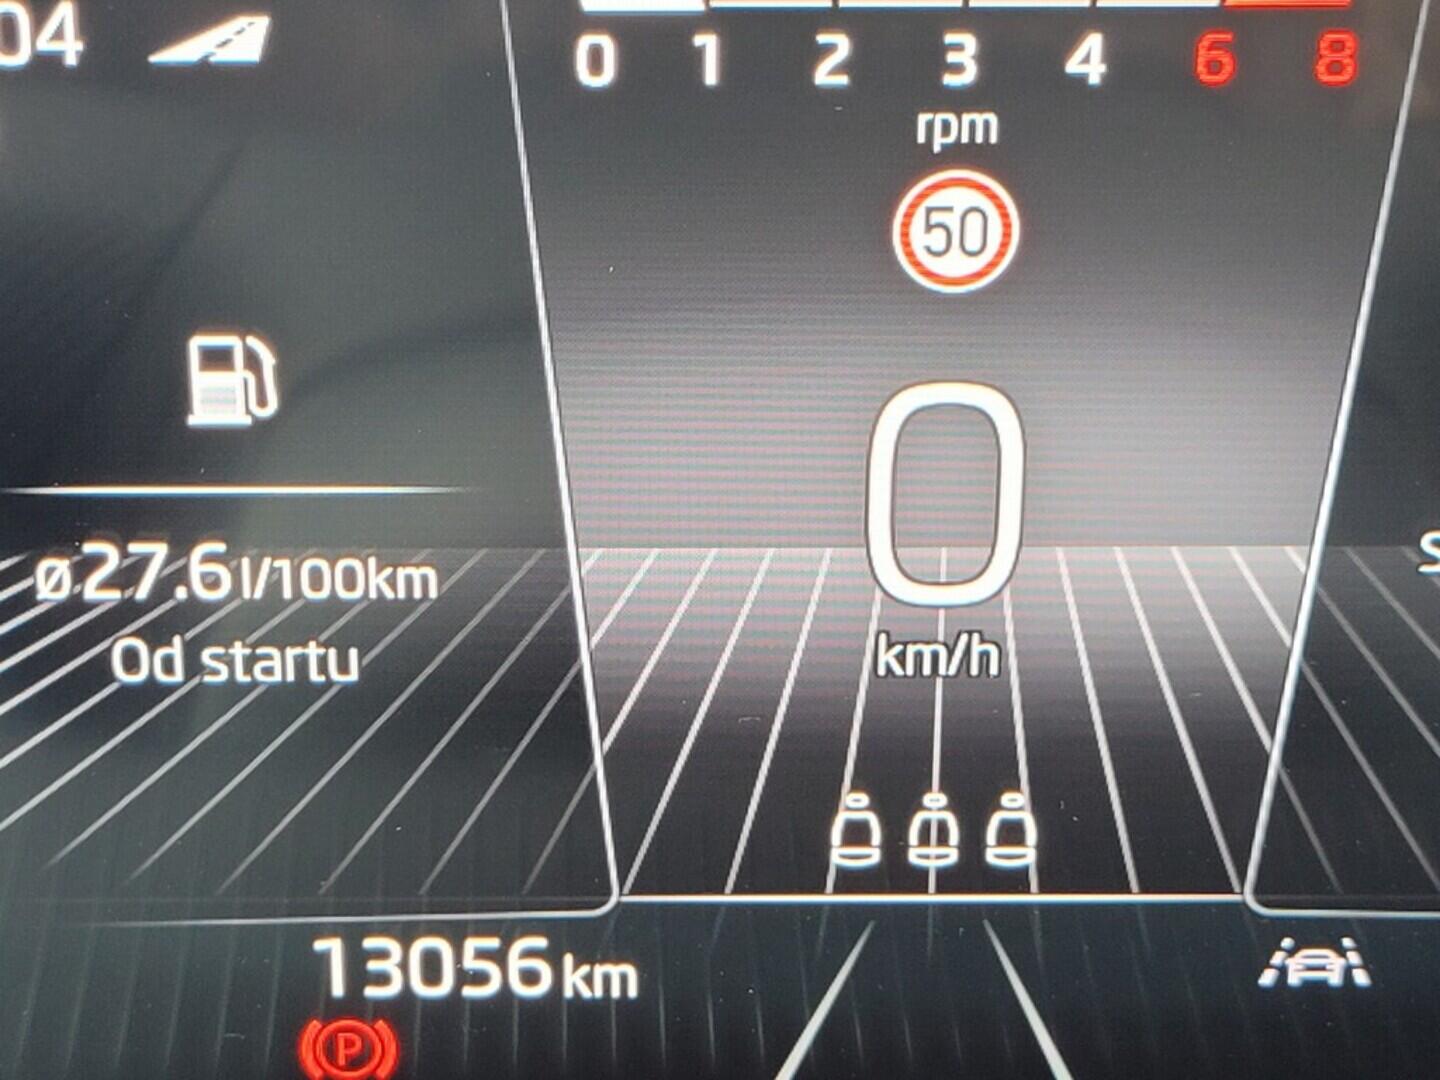 04
0 1 2 3 4 6 8
rpm
50
0
km/h
ø27.6 l/100km
Od startu
13056 km
P